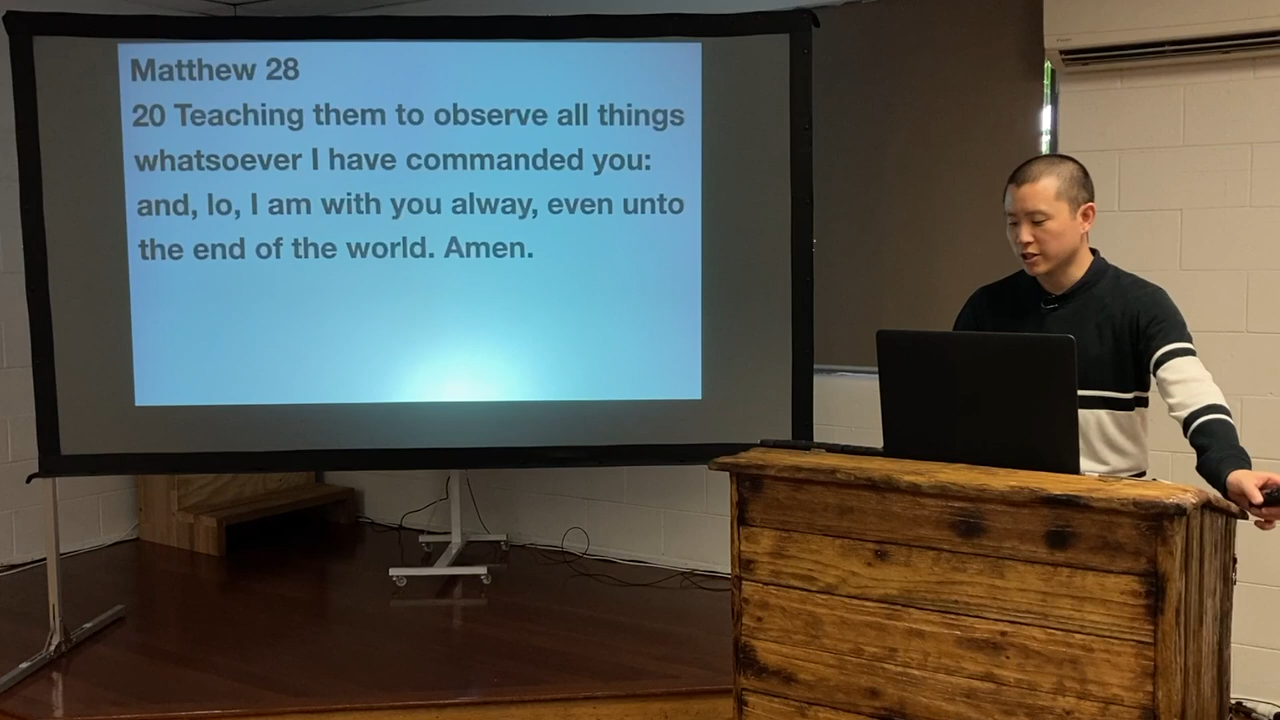 Matthew 28
20 Teaching them to observe all things
whatsoever I have commanded you:
and, lo, I am with you alway, even unto
the end of the world. Amen.